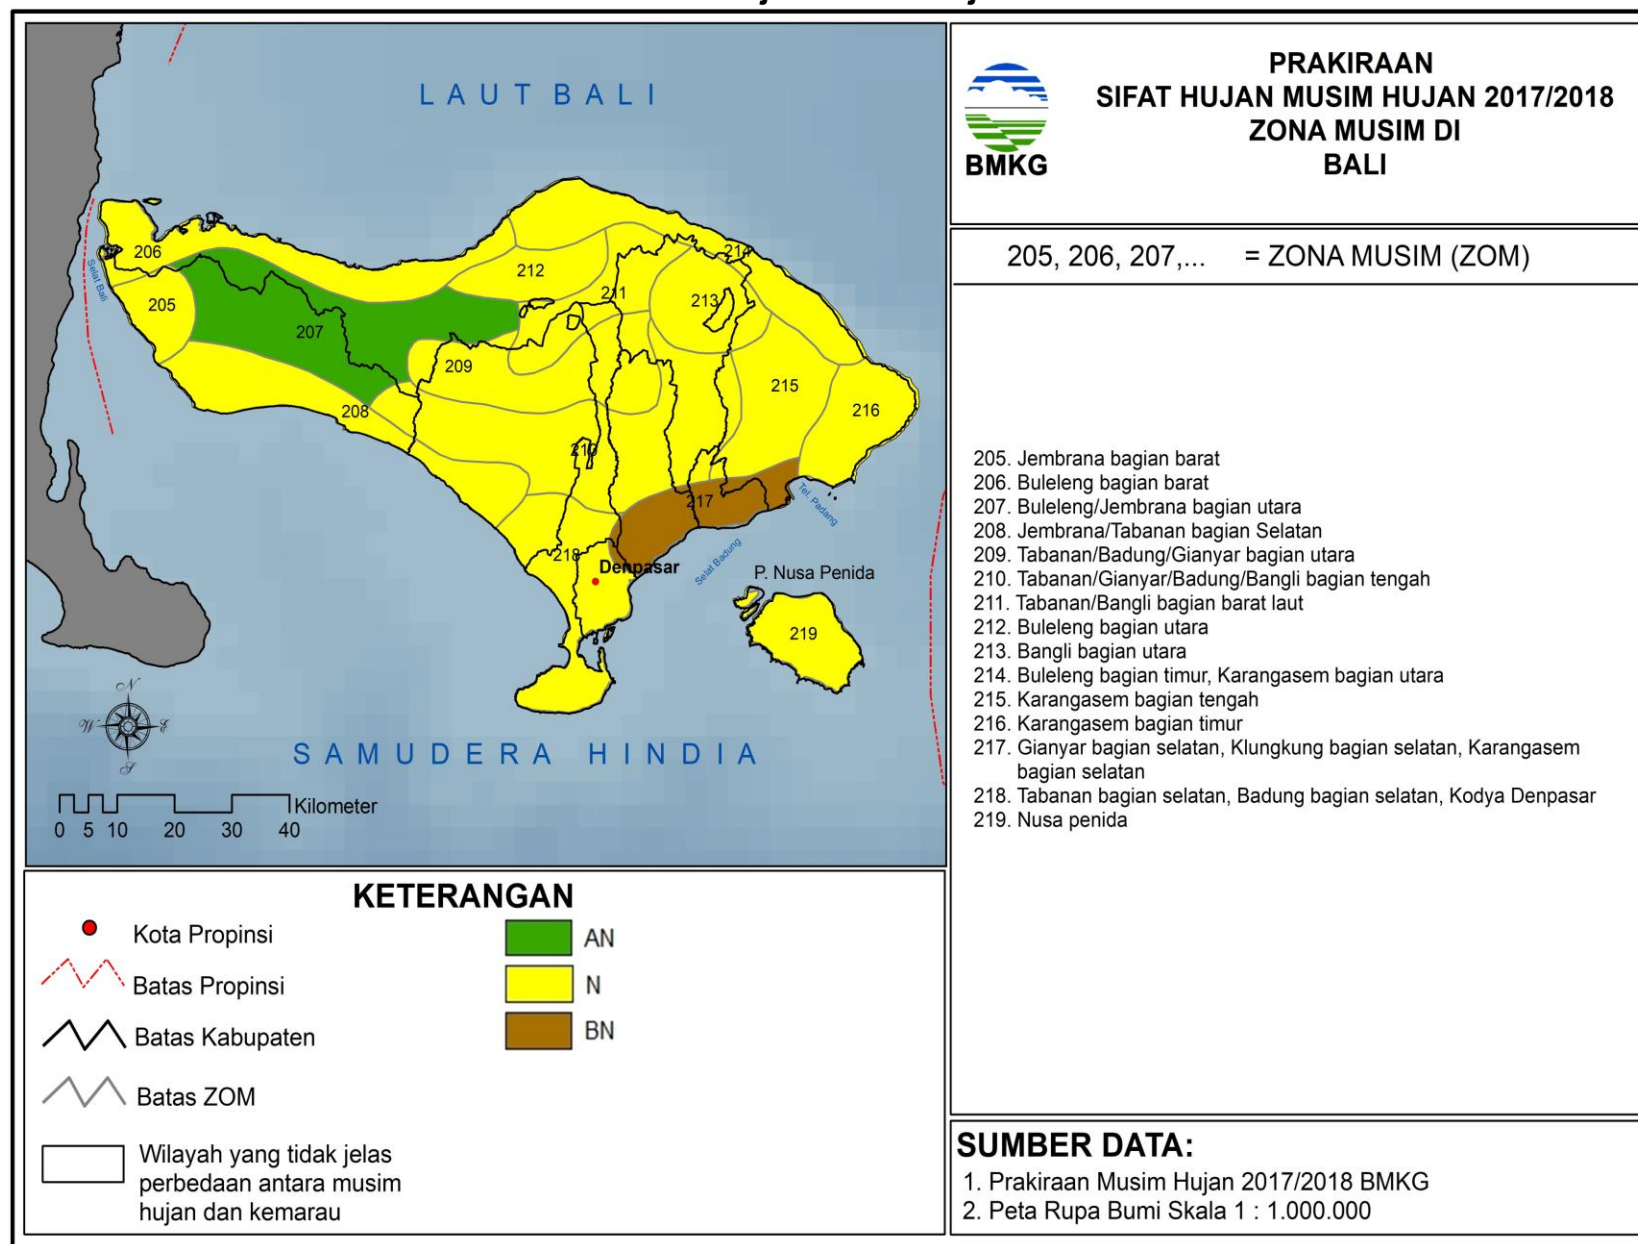 LAUT BALI
206
205
207
212
211
214
213
209
208
215
216
210
217
218
Selat Bali
Tel. Padang
Selat Badung
Denpasar
P. Nusa Penida
219
N
W
E
S
SAMUDERA HINDIA
Kilometer
0 5 10 20 30 40
PRAKIRAAN
SIFAT HUJAN MUSIM HUJAN 2017/2018
ZONA MUSIM DI
BALI
BMKG
205, 206, 207,... = ZONA MUSIM (ZOM)
205. Jembrana bagian barat
206. Buleleng bagian barat
207. Buleleng/Jembrana bagian utara
208. Jembrana/Tabanan bagian Selatan
209. Tabanan/Badung/Gianyar bagian utara
210. Tabanan/Gianyar/Badung/Bangli bagian tengah
211. Tabanan/Bangli bagian barat laut
212. Buleleng bagian utara
213. Bangli bagian utara
214. Buleleng bagian timur, Karangasem bagian utara
215. Karangasem bagian tengah
216. Karangasem bagian timur
217. Gianyar bagian selatan, Klungkung bagian selatan, Karangasem
bagian selatan
218. Tabanan bagian selatan, Badung bagian selatan, Kodya Denpasar
219. Nusa penida
KETERANGAN
Kota Propinsi
Batas Propinsi
Batas Kabupaten
Batas ZOM
Wilayah yang tidak jelas
perbedaan antara musim
hujan dan kemarau
AN
N
BN
SUMBER DATA:
1. Prakiraan Musim Hujan 2017/2018 BMKG
2. Peta Rupa Bumi Skala 1 : 1.000.000